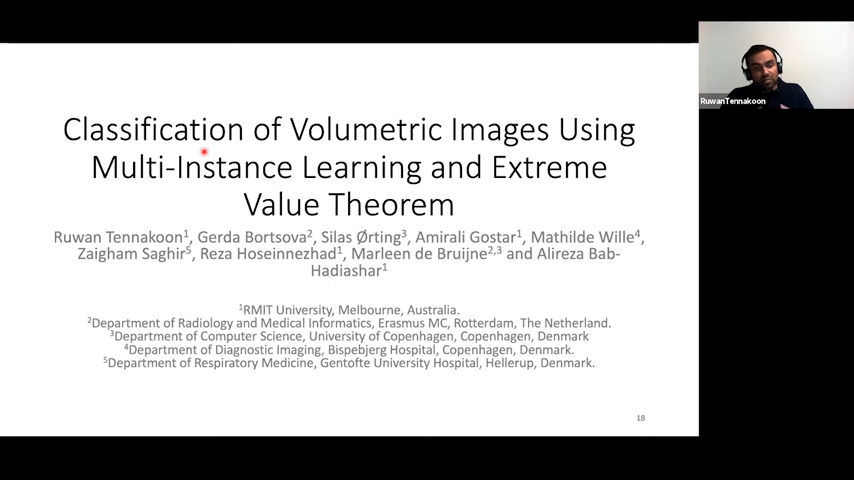 Classification of Volumetric Images Using
Multi-Instance Learning and Extreme
Value Theorem
Ruwan Tennakoon¹, Gerda Bortsova², Silas Ørting³, Amirali Gostar¹, Mathilde Wille⁴,
Zaigham Saghir⁵, Reza Hoseinnezhad¹, Marleen de Bruijne²,³ and Alireza Bab-
Hadiashar¹
¹RMIT University, Melbourne, Australia.
²Department of Radiology and Medical Informatics, Erasmus MC, Rotterdam, The Netherland.
³Department of Computer Science, University of Copenhagen, Copenhagen, Denmark
⁴Department of Diagnostic Imaging, Bispebjerg Hospital, Copenhagen, Denmark.
⁵Department of Respiratory Medicine, Gentofte University Hospital, Hellerup, Denmark.
18
RuwanTennakoon